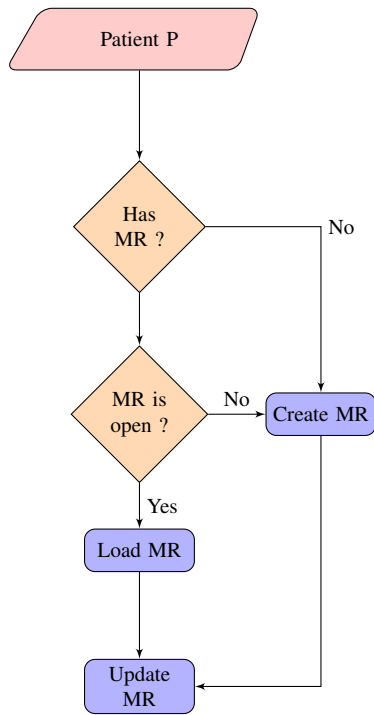 Patient P
Has
MR ?
No
MR is
open ?
No
Create MR
Yes
Load MR
Update
MR